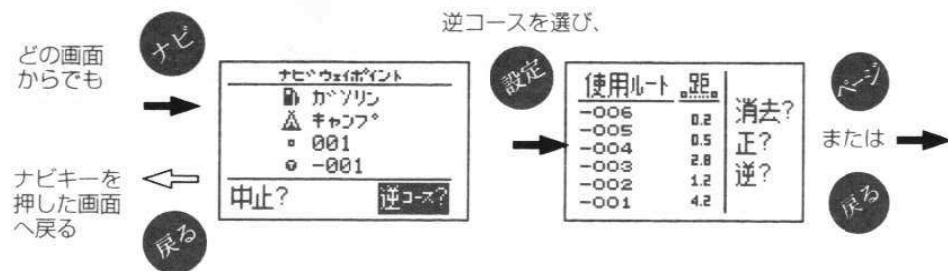 逆コースを選び、
どの画面
からでも
ナビ
ナビキーを
押した画面
へ戻る
戻る
ナビウェイポイント
ガソリン
キャンプ
001
-001
中止?
逆コース?
設定
使用ルート 距
-006
-005 0.2
-004 0.5
-003 2.8
-002 1.2
-001 4.2
消去?
正?
逆?
ページ
または
戻る